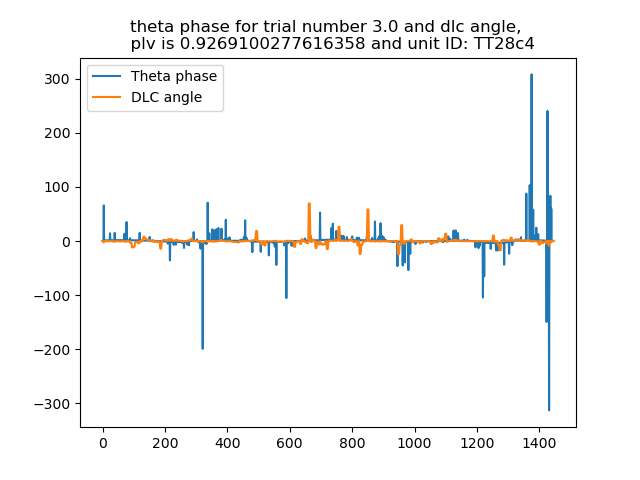 theta phase for trial number 3.0 and dlc angle,
plv is 0.9269100277616358 and unit ID: TT28c4
Theta phase
DLC angle
300
200
100
0
−100
−200
−300
0 200 400 600 800 1000 1200 1400